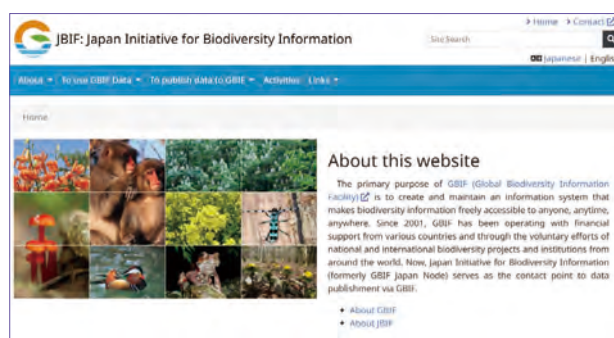 > Home > Contact
JBIF: Japan Initiative for Biodiversity Information
Site Search
Japanese | Englis
About To use GBIF Data To publish data to GBIF Activities Links
Home
About this website
The primary purpose of GBIF (Global Biodiversity Information
Facility) is to create and maintain an information system that
makes biodiversity information freely accessible to anyone, anytime,
anywhere. Since 2001, GBIF has been operating with financial
support from various countries and through the voluntary efforts of
national and international biodiversity projects and institutions from
around the world. Now, Japan Initiative for Biodiversity Information
(formerly GBIF Japan Node) serves as the contact point to data
publishment via GBIF.
About GBIF
About JBIF